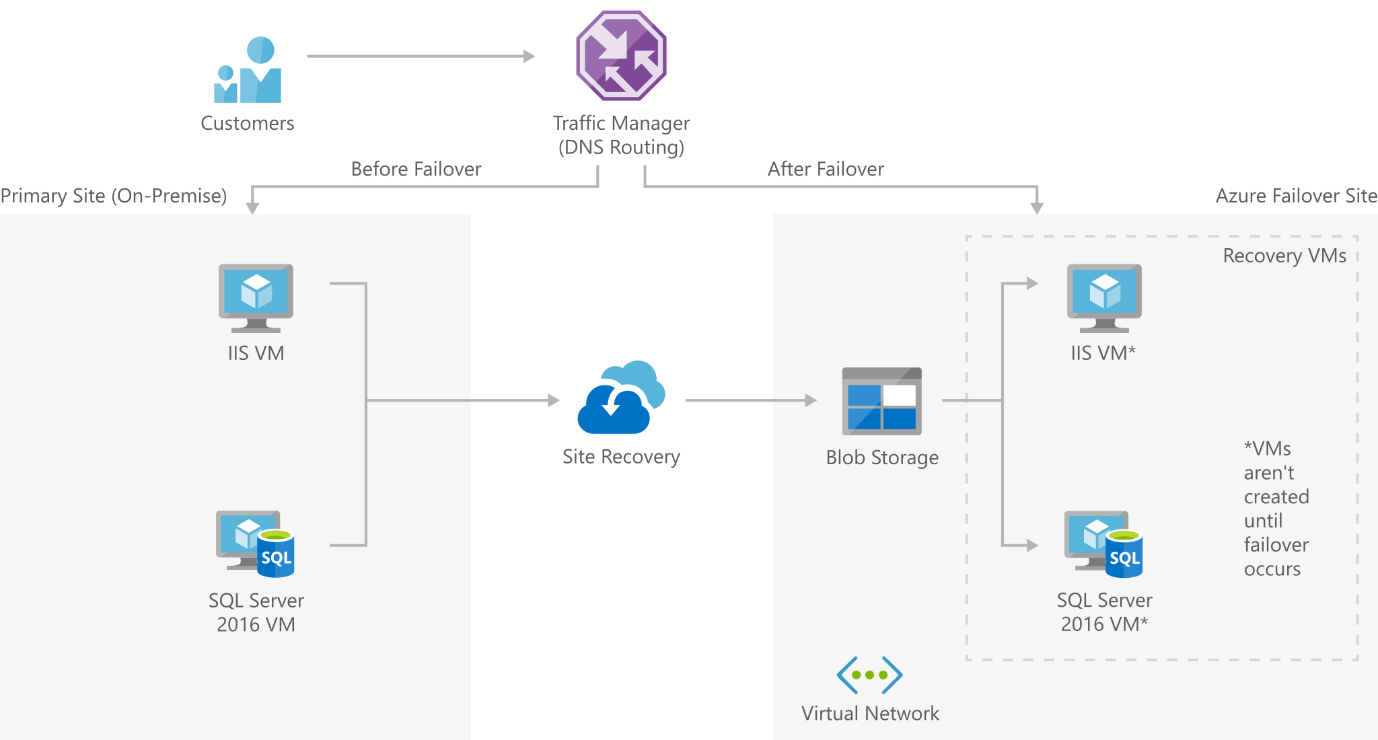 Customers
Traffic Manager
(DNS Routing)
Before Failover
After Failover
Primary Site (On-Premise)
Azure Failover Site
Recovery VMs
IIS VM
IIS VM*
Site Recovery
Blob Storage
*VMs
aren't
created
until
failover
occurs
SQL
SQL Server
2016 VM
SQL
SQL Server
2016 VM*
Virtual Network